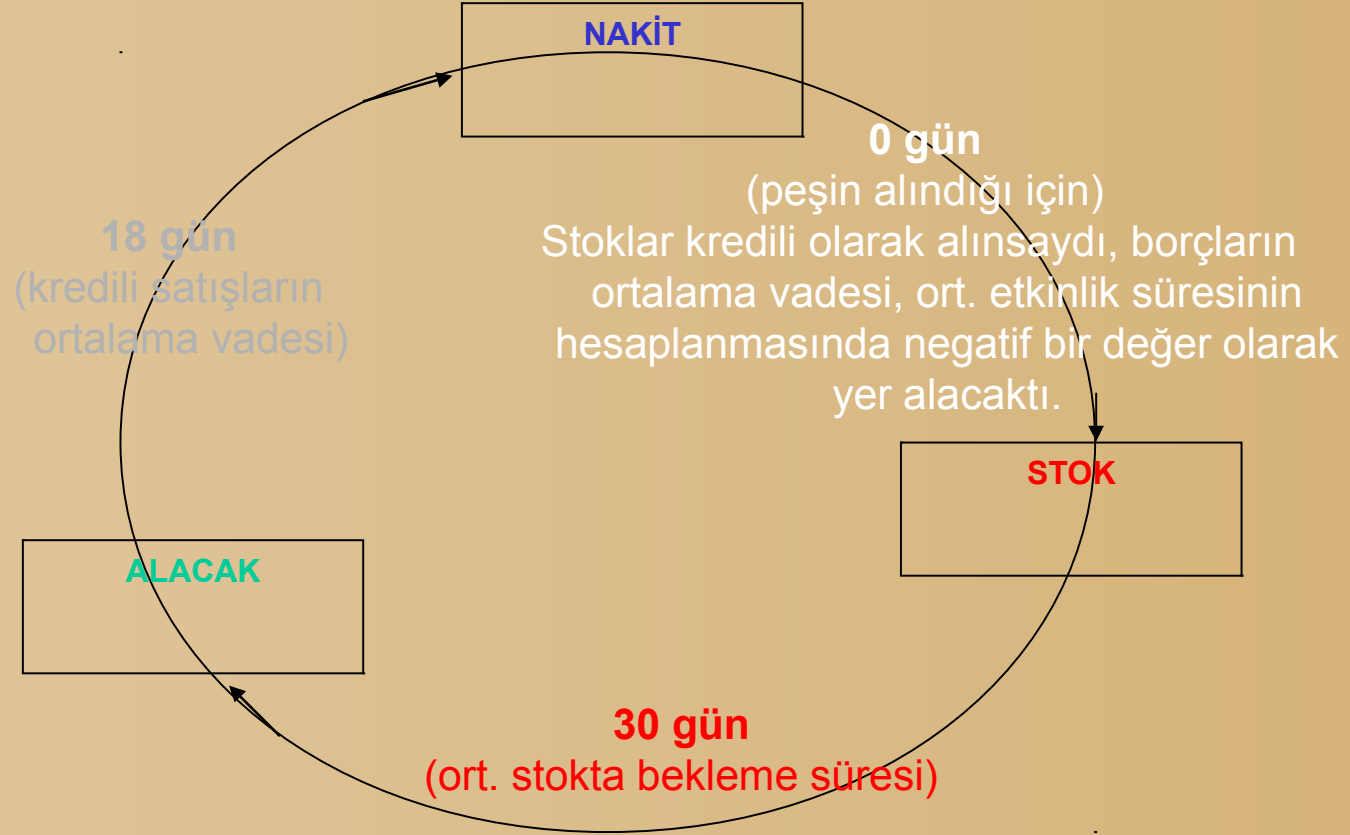 NAKİT
0 gün
(peşin alındığı için)
Stoklar kredili olarak alınsaydı, borçların
ortalama vadesi, ort. etkinlik süresinin
hesaplanmasında negatif bir değer olarak
yer alacaktı.
18 gün
(kredili satışların
ortalama vadesi)
STOK
ALACAK
30 gün
(ort. stokta bekleme süresi)